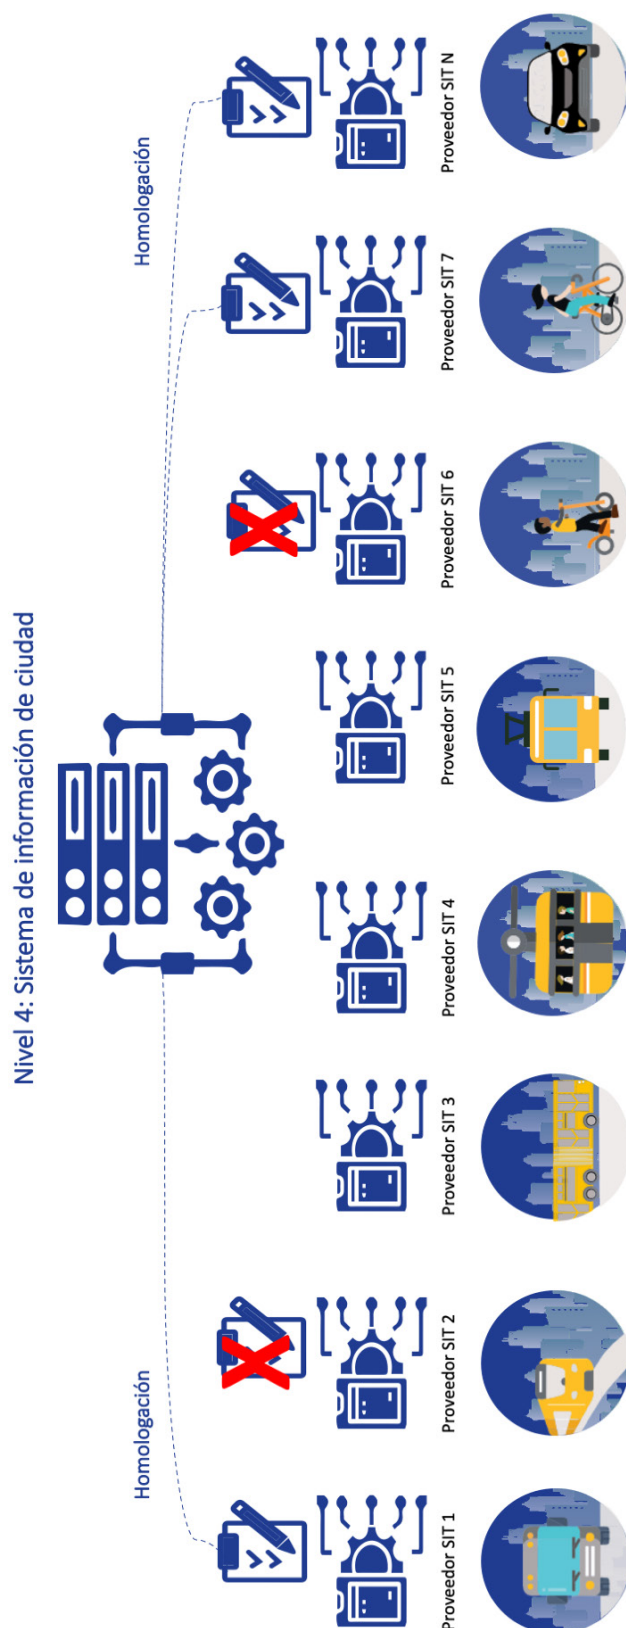 Nivel 4: Sistema de información de ciudad
Homologación
Homologación
Proveedor SIT 1
Proveedor SIT 2
Proveedor SIT 3
Proveedor SIT 4
Proveedor SIT 5
Proveedor SIT 6
Proveedor SIT 7
Proveedor SIT N